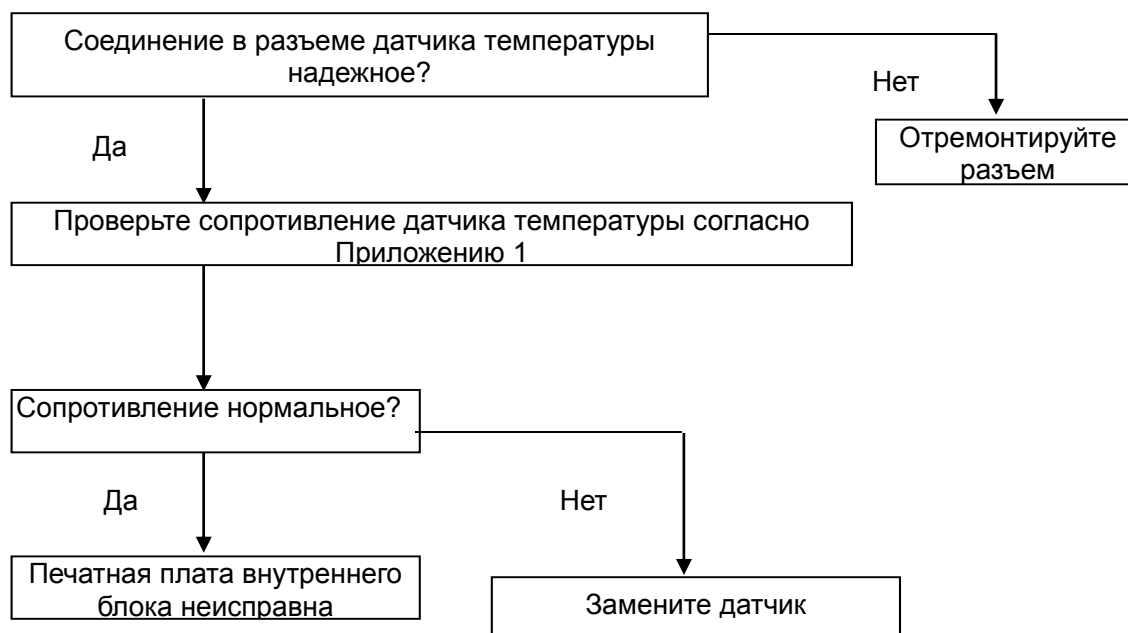 Соединение в разъеме датчика температуры
надежное?
Нет
Да
Отремонтируйте
разъем
Проверьте сопротивление датчика температуры согласно
Приложению 1
Сопротивление нормальное?
Да
Нет
Печатная плата внутреннего
блока неисправна
Замените датчик